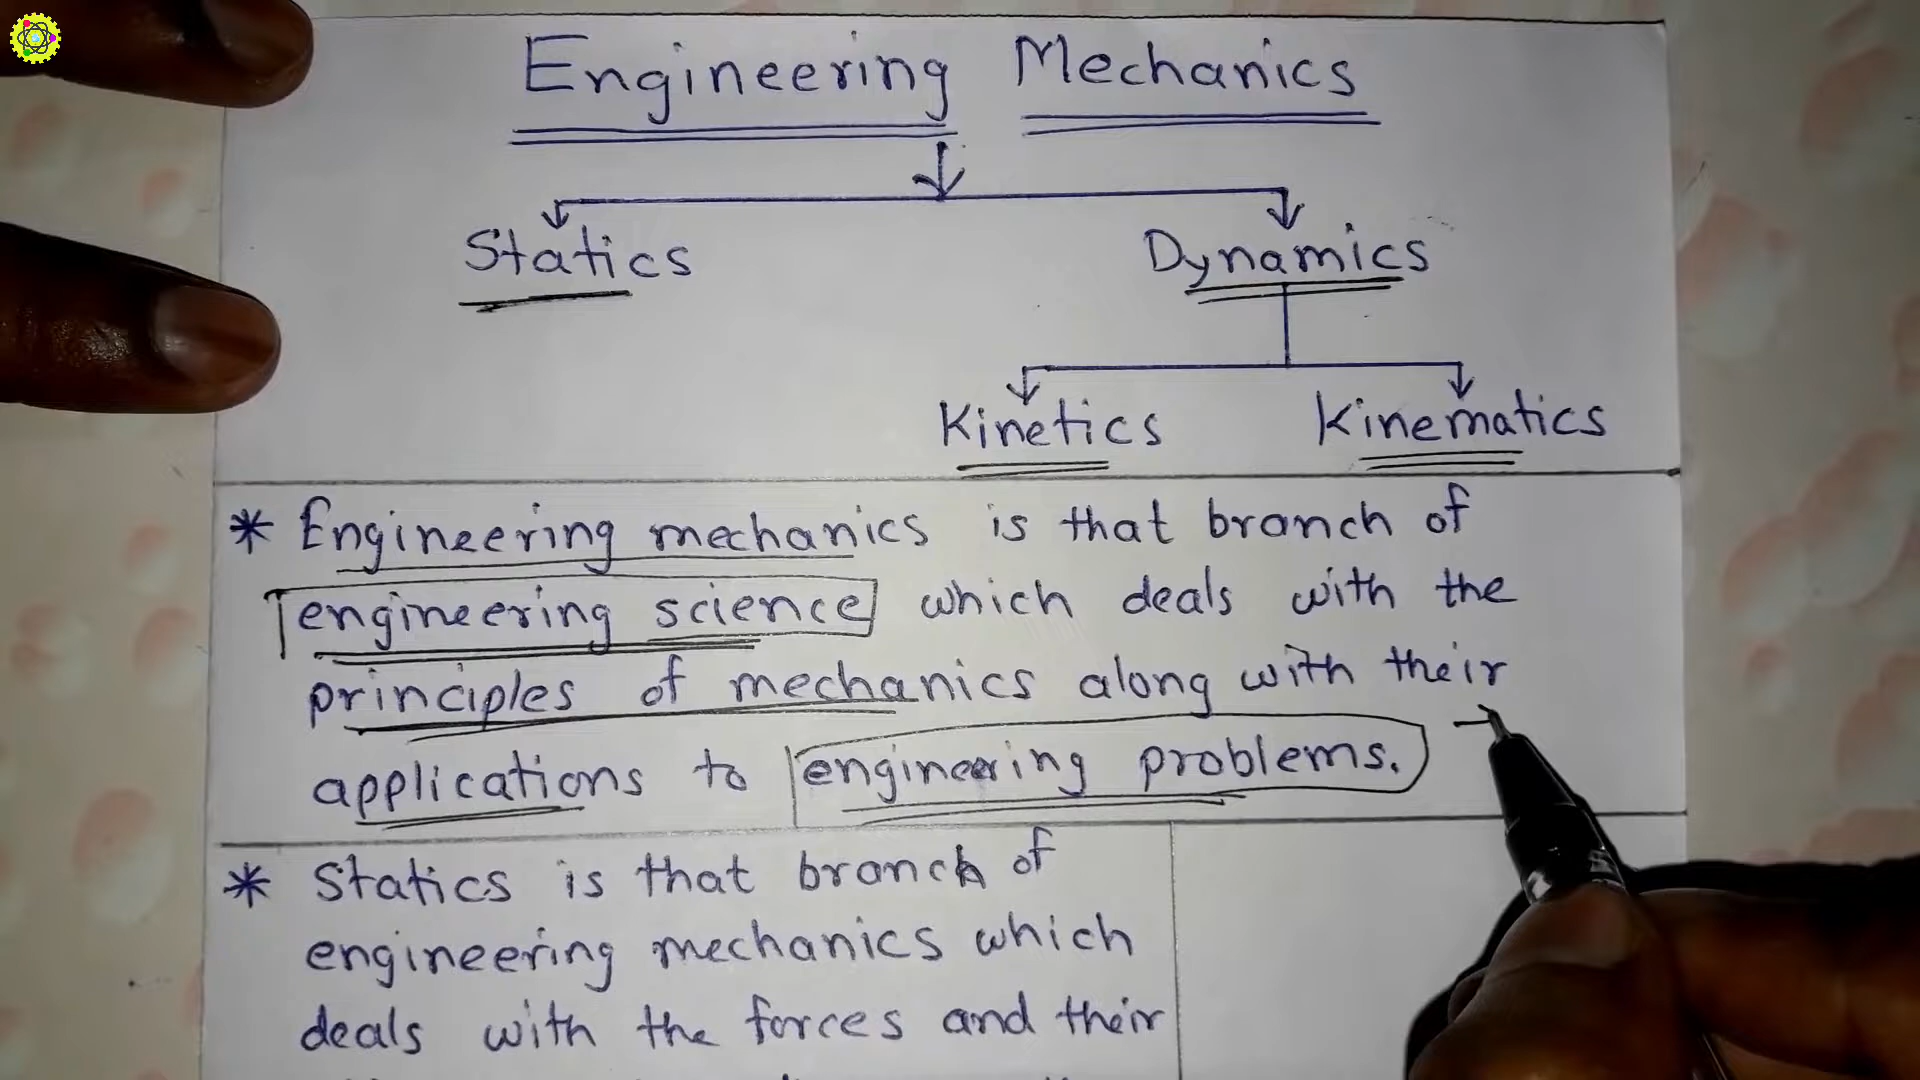 Engineering Mechanics
Statics Dynamics
Kinetics Kinematics
* Engineering mechanics is that branch of
engineering science which deals with the
principles of mechanics along with their
applications to engineering problems.
* Statics is that branch of
engineering mechanics which
deals with the forces and their